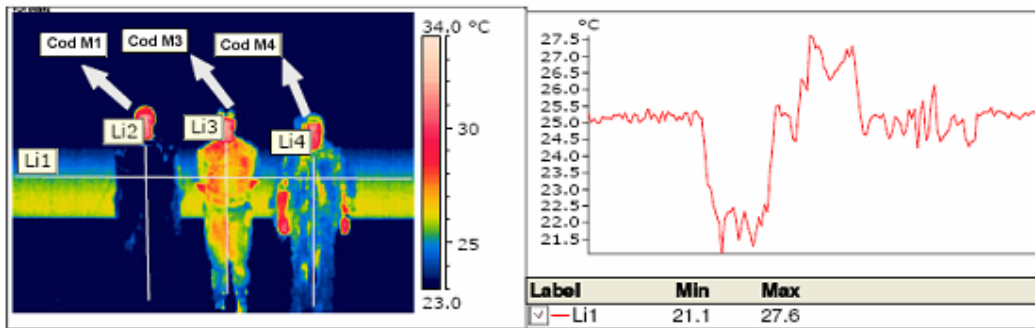 34.0 °C
Cod M1
Cod M3
Cod M4
30
Li2
Li3
Li4
Li1
25
23.0
°C
27.5
27.0
26.5
26.0
25.5
25.0
24.5
24.0
23.5
23.0
22.5
22.0
21.5
Label Min Max
Li1 21.1 27.6